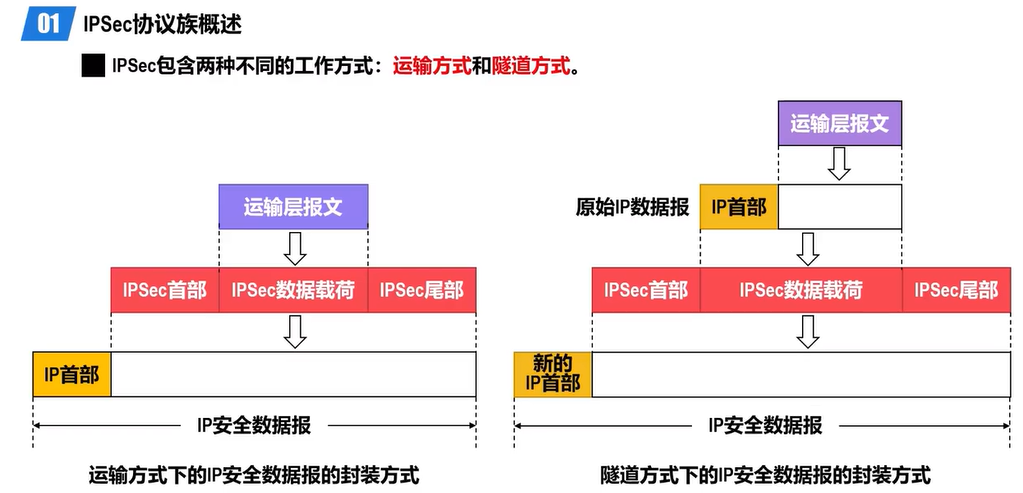 01 IPSec协议族概述
IPSec包含两种不同的工作方式：运输方式和隧道方式。
运输层报文
IPSec首部 IPSec数据载荷 IPSec尾部
IP首部
IP安全数据报
运输方式下的IP安全数据报的封装方式
运输层报文
原始IP数据报 IP首部
IPSec首部 IPSec数据载荷 IPSec尾部
新的
IP首部
IP安全数据报
隧道方式下的IP安全数据报的封装方式